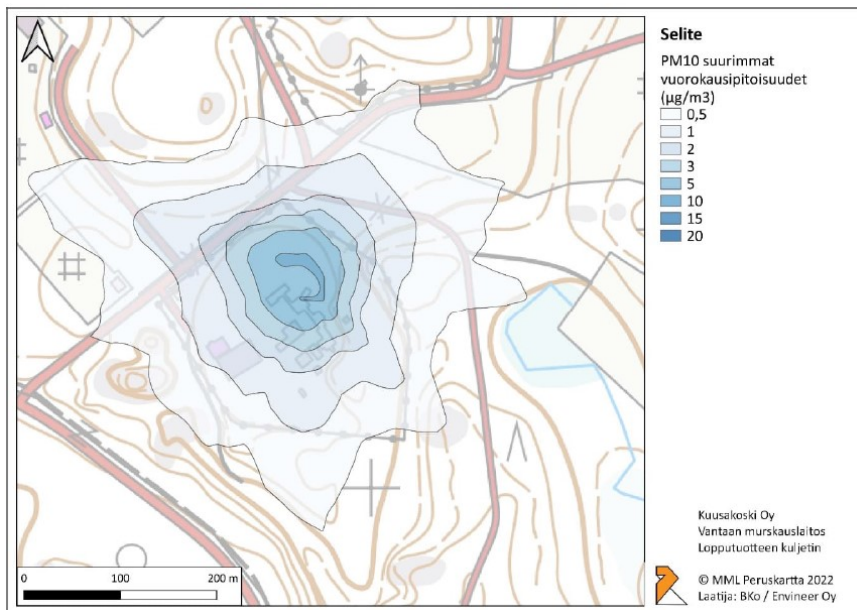 Selite
PM10 suurimmat
vuorokausipitoisuudet
(µg/m3)
0,5
1
2
3
5
10
15
20
Kuusakoski Oy
Vantaan murskauslaitos
Lopputuotteen kuljetin
© MML Peruskartta 2022
Laatija: BKo / Envineer Oy
0 100 200 m